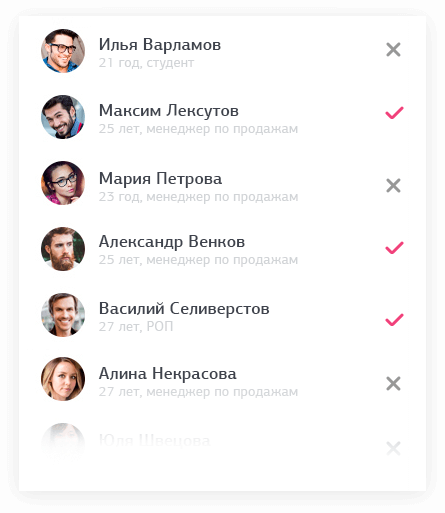 Илья Варламов
21 год, студент
Максим Лексутов
25 лет, менеджер по продажам
Мария Петрова
23 год, менеджер по продажам
Александр Венков
25 лет, менеджер по продажам
Василий Селиверстов
27 лет, РОП
Алина Некрасова
27 лет, менеджер по продажам
Юля Швецова